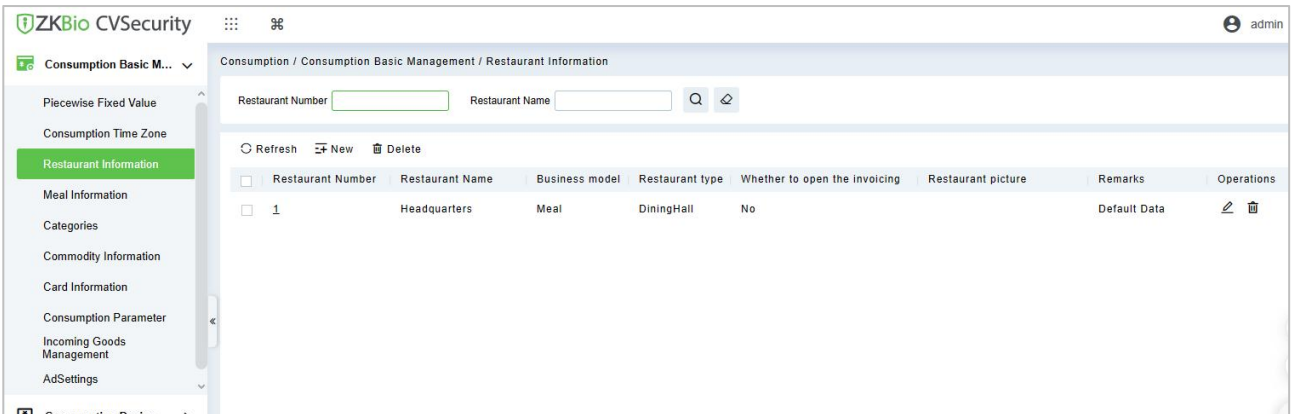 ZKBio CVSecurity
admin
Consumption Basic M...
Piecewise Fixed Value
Consumption Time Zone
Restaurant Information
Meal Information
Categories
Commodity Information
Card Information
Consumption Parameter
Incoming Goods
Management
AdSettings
Consumption / Consumption Basic Management / Restaurant Information
Restaurant Number Restaurant Name
Refresh New Delete
Restaurant Number Restaurant Name Business model Restaurant type Whether to open the invoicing Restaurant picture Remarks Operations
1 Headquarters Meal DiningHall No Default Data